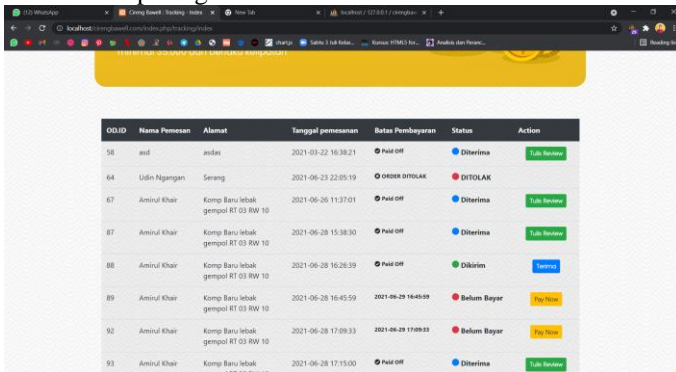 (12) WhatsApp
Cireng Bawell : Tracking - Index
New Tab
localhost / 127.0.0.1 / cirengbaw
localhost/cirengbawell.com/index.php/tracking/index
chart.js
Sabtu 3 Juli Kelas...
Kursus HTML5 Ke...
Analisis dan Peranc...
Reading list
minimal 35.000 dan berlaku kelipatan
OD.ID Nama Pemesan Alamat Tanggal pemesanan Batas Pembayaran Status Action
58 asd asdas 2021-03-22 16:38:21 Paid Off Diterima Tulis Review
64 Udin Ngangan Serang 2021-06-23 22:05:19 ORDER DITOLAK DITOLAK
67 Amirul Khair Komp Baru lebak 2021-06-26 11:37:01 Paid Off Diterima Tulis Review
gempol RT 03 RW 10
87 Amirul Khair Komp Baru lebak 2021-06-28 15:38:30 Paid Off Diterima Tulis Review
gempol RT 03 RW 10
88 Amirul Khair Komp Baru lebak 2021-06-28 16:26:39 Paid Off Dikirim Terima
gempol RT 03 RW 10
89 Amirul Khair Komp Baru lebak 2021-06-28 16:45:59 2021-06-29 16:45:59 Belum Bayar Pay Now
gempol RT 03 RW 10
92 Amirul Khair Komp Baru lebak 2021-06-28 17:09:33 2021-06-29 17:09:33 Belum Bayar Pay Now
gempol RT 03 RW 10
93 Amirul Khair Komp Baru lebak 2021-06-28 17:15:00 Paid Off Diterima Tulis Review